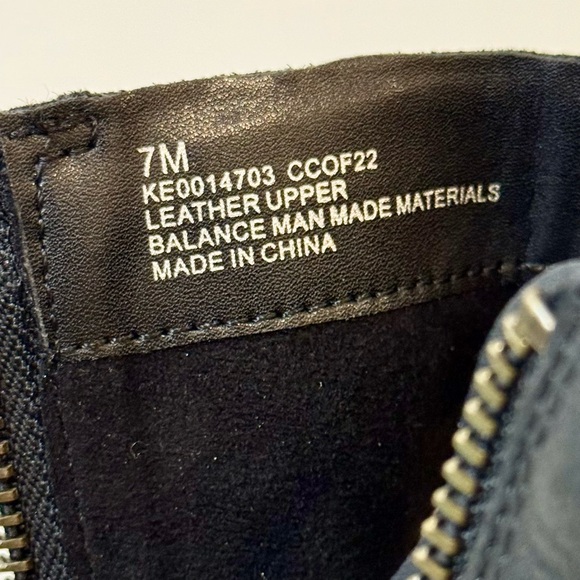 7M
KE0014703 CCOF22
LEATHER UPPER
BALANCE MAN MADE MATERIALS
MADE IN CHINA